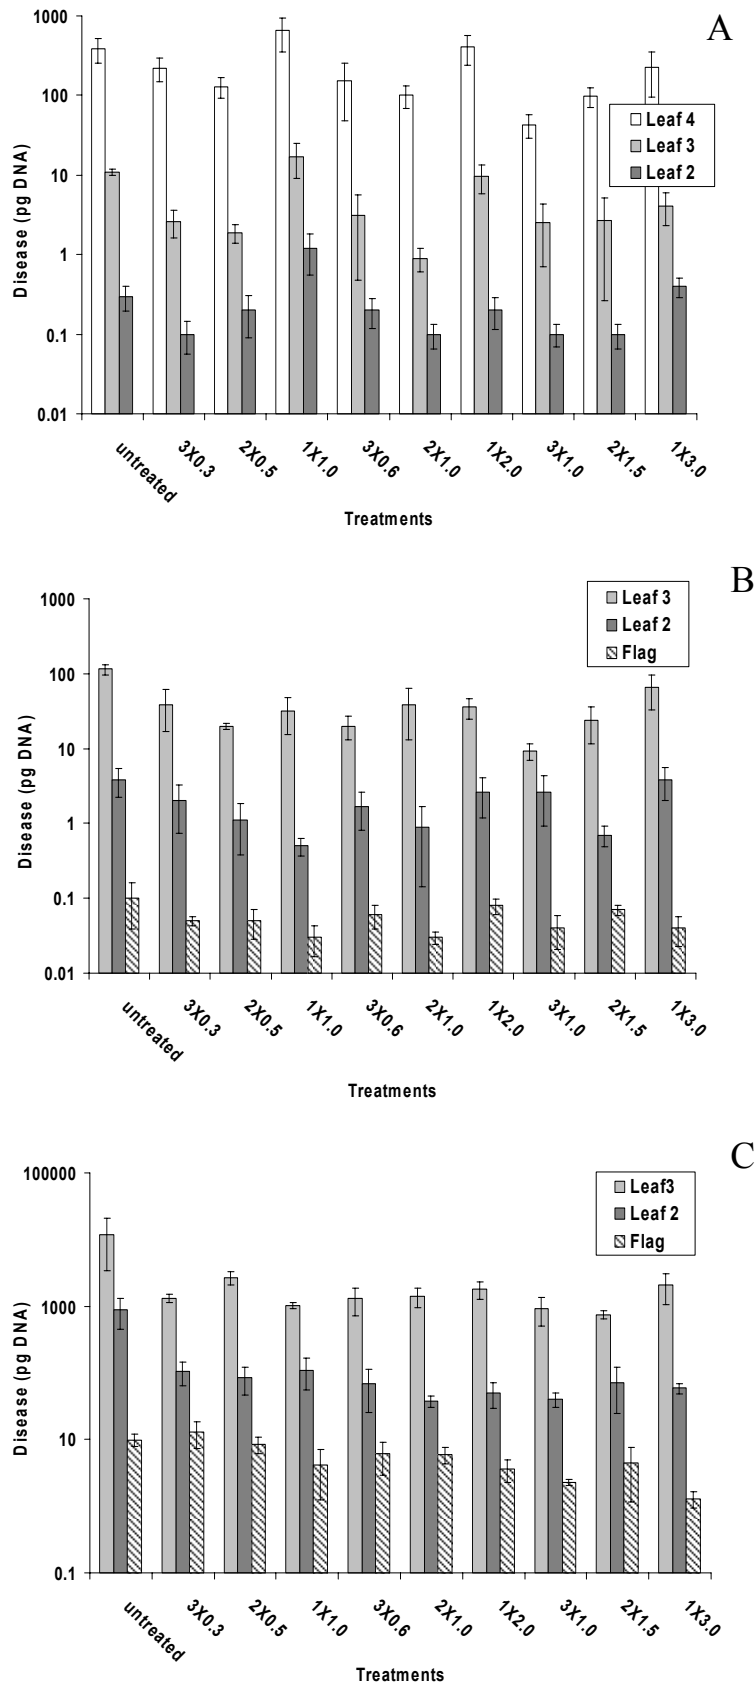 A
1000
100
10
1
0.1
0.01
Disease (pg DNA)
Leaf 4
Leaf 3
Leaf 2
untreated
3X0.3
2X0.5
1X1.0
3X0.6
2X1.0
1X2.0
3X1.0
2X1.5
1X3.0
Treatments
B
1000
100
10
1
0.1
0.01
Disease (pg DNA)
Leaf 3
Leaf 2
Flag
untreated
3X0.3
2X0.5
1X1.0
3X0.6
2X1.0
1X2.0
3X1.0
2X1.5
1X3.0
Treatments
C
100000
1000
10
0.1
Disease (pg DNA)
Leaf3
Leaf 2
Flag
untreated
3X0.3
2X0.5
1X1.0
3X0.6
2X1.0
1X2.0
3X1.0
2X1.5
1X3.0
Treatments